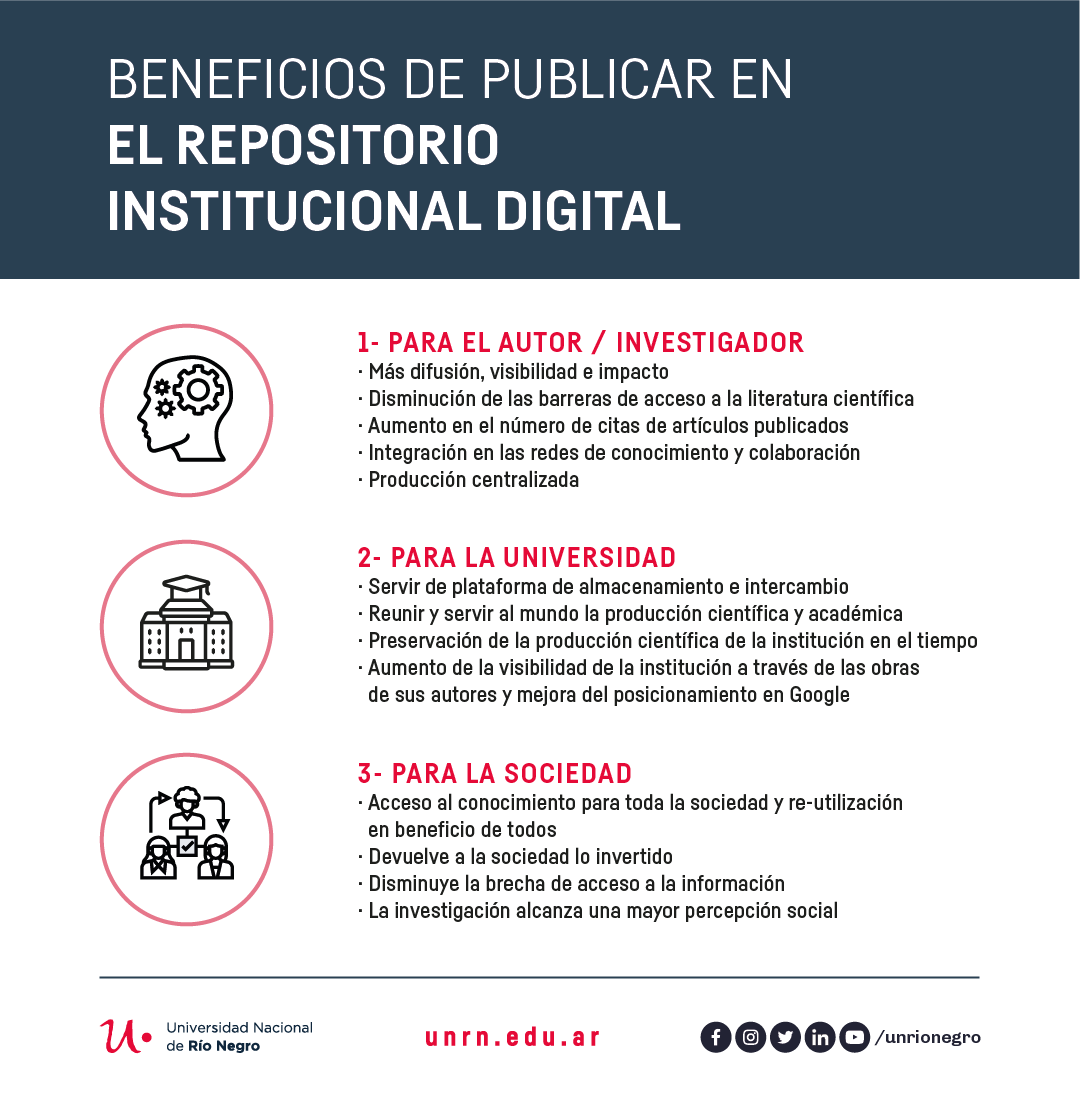 BENEFICIOS DE PUBLICAR EN
EL REPOSITORIO
INSTITUCIONAL DIGITAL
1- PARA EL AUTOR / INVESTIGADOR
· Más difusión, visibilidad e impacto
· Disminución de las barreras de acceso a la literatura científica
· Aumento en el número de citas de artículos publicados
· Integración en las redes de conocimiento y colaboración
· Producción centralizada
2- PARA LA UNIVERSIDAD
· Servir de plataforma de almacenamiento e intercambio
· Reunir y servir al mundo la producción científica y académica
· Preservación de la producción científica de la institución en el tiempo
· Aumento de la visibilidad de la institución a través de las obras
de sus autores y mejora del posicionamiento en Google
3- PARA LA SOCIEDAD
· Acceso al conocimiento para toda la sociedad y re-utilización
en beneficio de todos
· Devuelve a la sociedad lo invertido
· Disminuye la brecha de acceso a la información
· La investigación alcanza una mayor percepción social
Universidad Nacional
de Río Negro
unrn.edu.ar
/unrionegro